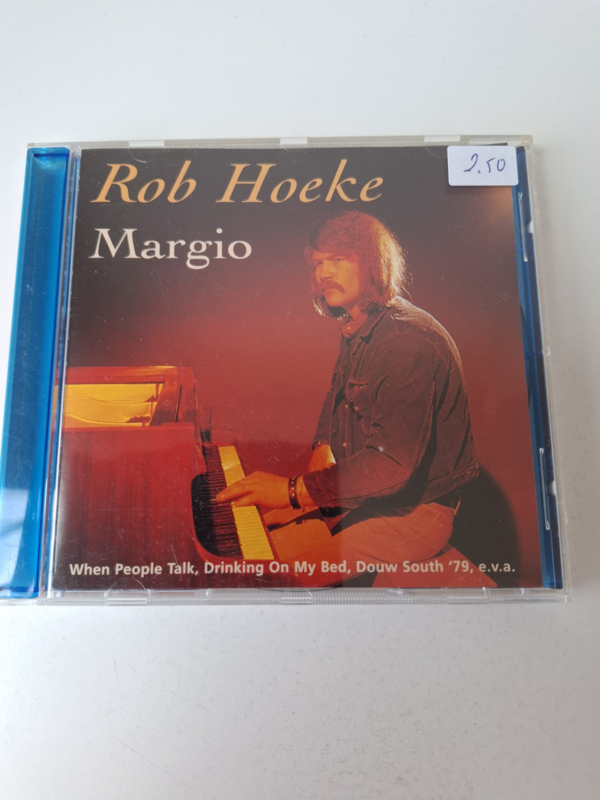 Rob Hoeke
2.50
Margio
When People Talk, Drinking On My Bed, Douw South '79, e.v.a.